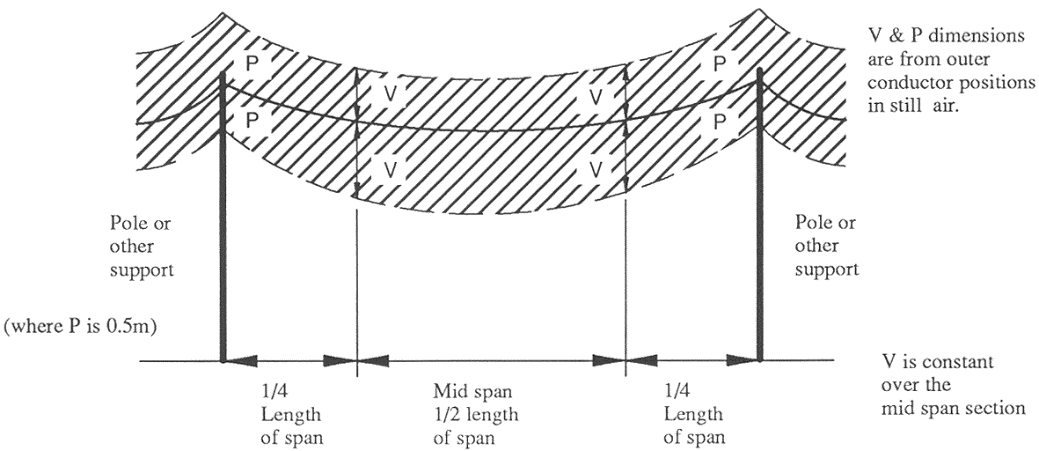 V & P dimensions
are from outer
conductor positions
in still air.
P
P
V
V
P
P
V
V
Pole or
other
support
Pole or
other
support
(where P is 0.5m)
1/4
Length
of span
Mid span
1/2 length
of span
1/4
Length
of span
V is constant
over the
mid span section